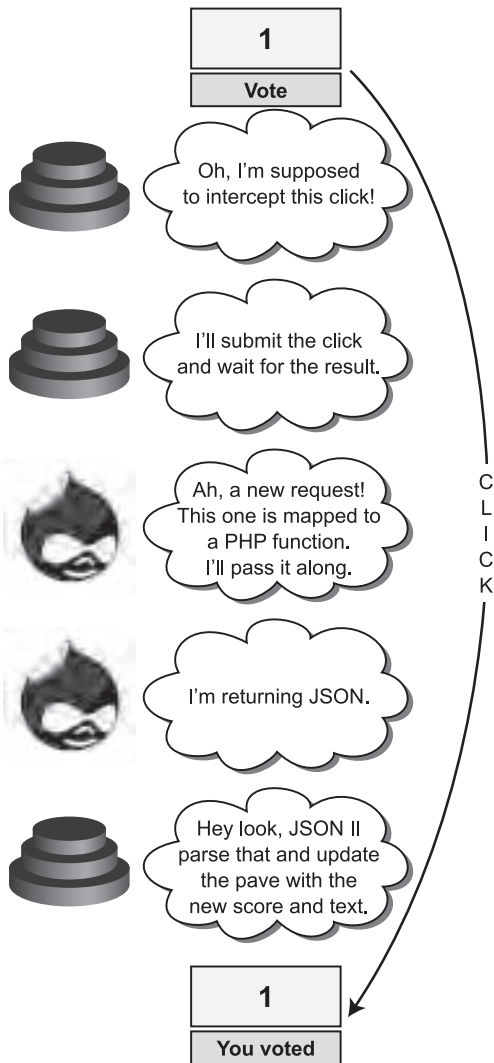 1
Vote
Oh, I'm supposed
to intercept this click!
I'll submit the click
and wait for the result.
Ah, a new request!
This one is mapped to
a PHP function.
I'll pass it along.
I'm returning JSON.
Hey look, JSON II
parse that and update
the pave with the
new score and text.
1
You voted
C
L
I
C
K